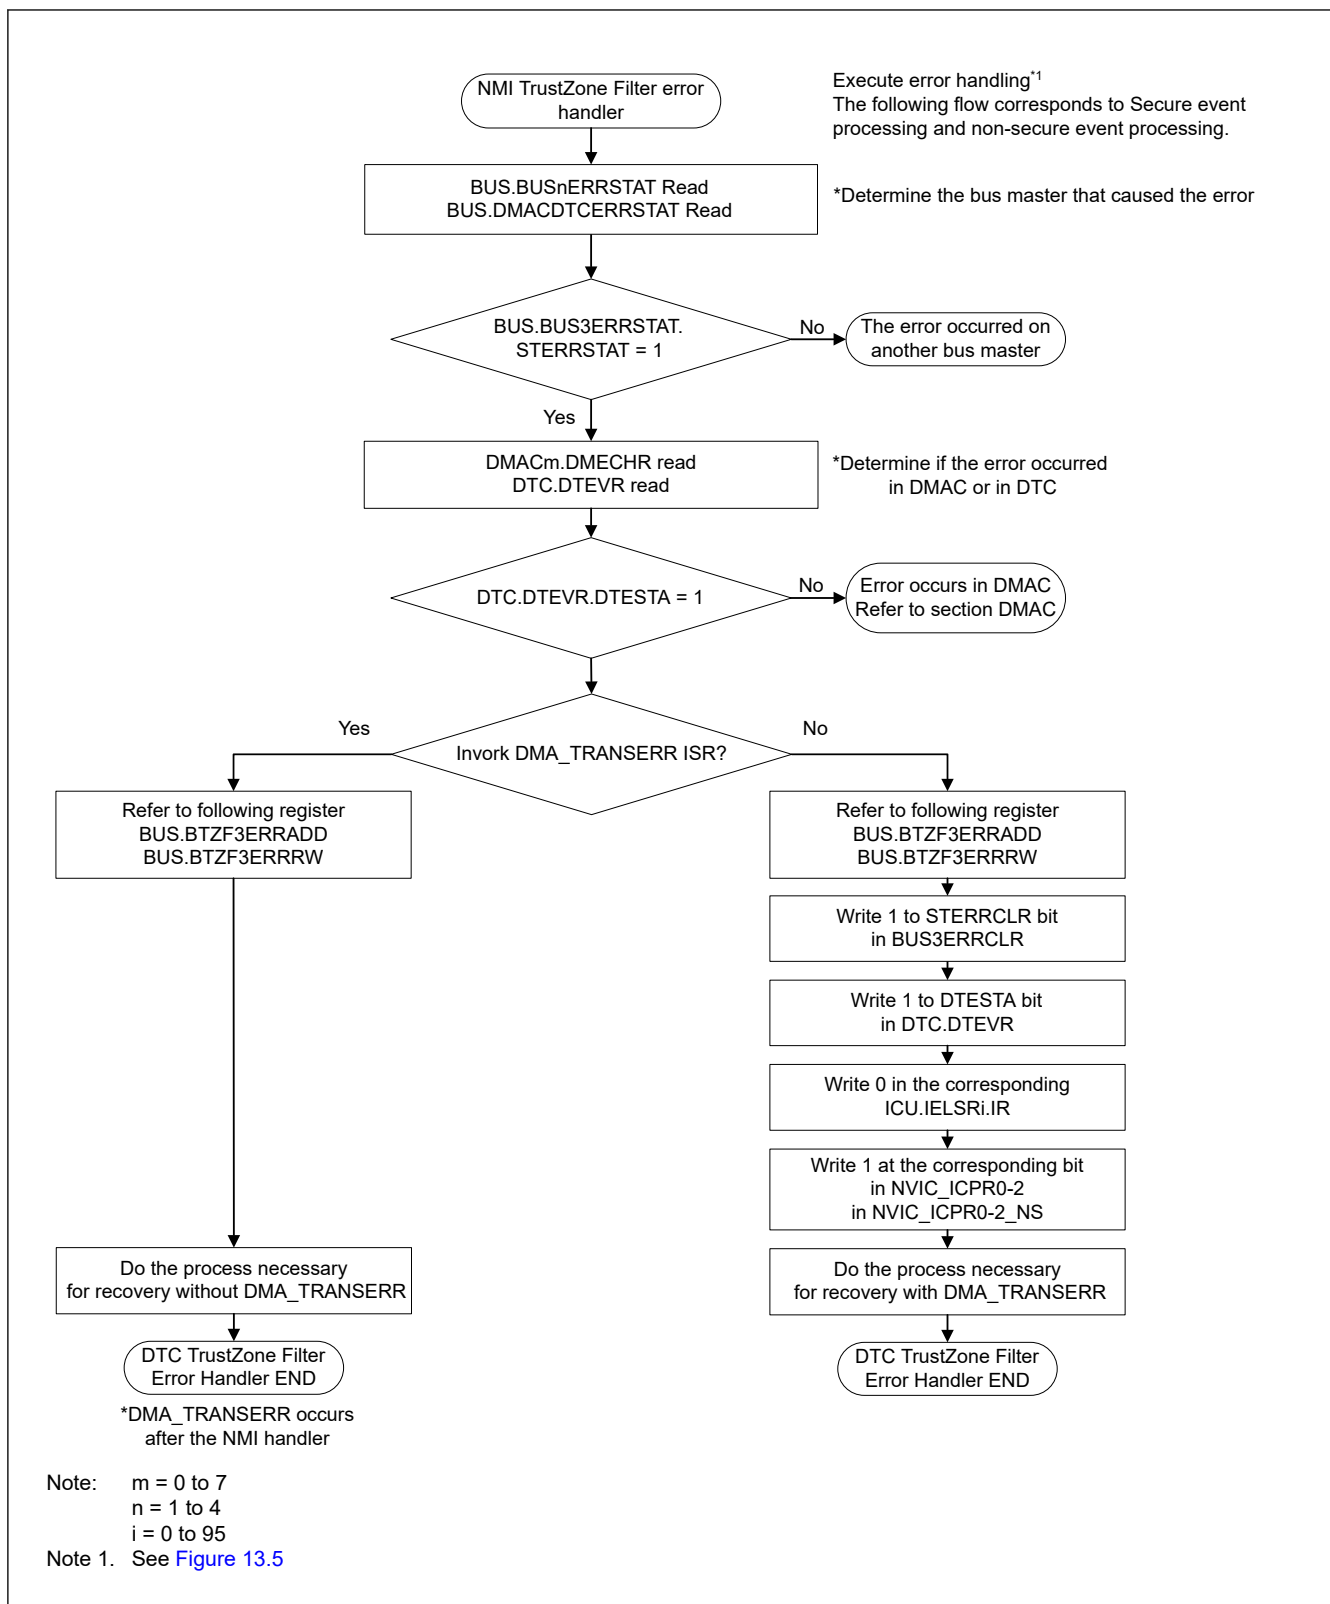 NMI TrustZone Filter error
handler
Execute error handling*1
The following flow corresponds to Secure event
processing and non-secure event processing.
BUS.BUSnERRSTAT Read
BUS.DMACDTCERRSTAT Read
*Determine the bus master that caused the error
BUS.BUS3ERRSTAT.
STERRSTAT = 1
No
The error occurred on
another bus master
Yes
DMACm.DMECHR read
DTC.DTEVR read
*Determine if the error occurred
in DMAC or in DTC
DTC.DTEVR.DTESTA = 1
No
Error occurs in DMAC
Refer to section DMAC
Yes
Invork DMA_TRANSERR ISR?
No
Refer to following register
BUS.BTZF3ERRADD
BUS.BTZF3ERRRW
Refer to following register
BUS.BTZF3ERRADD
BUS.BTZF3ERRRW
Write 1 to STERRCLR bit
in BUS3ERRCLR
Write 1 to DTESTA bit
in DTC.DTEVR
Write 0 in the corresponding
ICU.IELSRi.IR
Write 1 at the corresponding bit
in NVIC_ICPR0-2
in NVIC_ICPR0-2_NS
Do the process necessary
for recovery without DMA_TRANSERR
Do the process necessary
for recovery with DMA_TRANSERR
DTC TrustZone Filter
Error Handler END
DTC TrustZone Filter
Error Handler END
*DMA_TRANSERR occurs
after the NMI handler
Note: m = 0 to 7
n = 1 to 4
i = 0 to 95
Note 1. See Figure 13.5